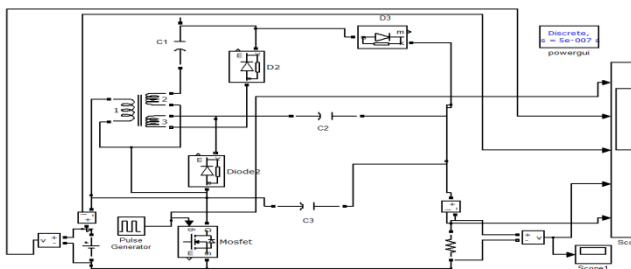 D3
C1
Discrete,
s = 5e-007 s
powergui
D2
2
1
3
C2
Diode2
C3
Pulse
Generator
Mosfet
Scope1